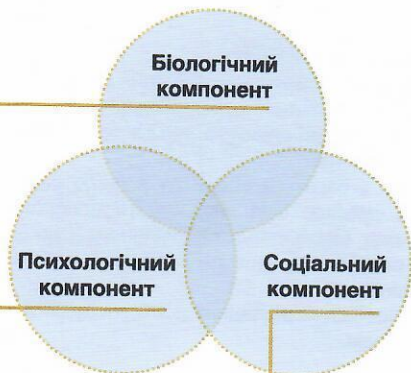 Біологічний
компонент
Психологічний
компонент
Соціальний
компонент